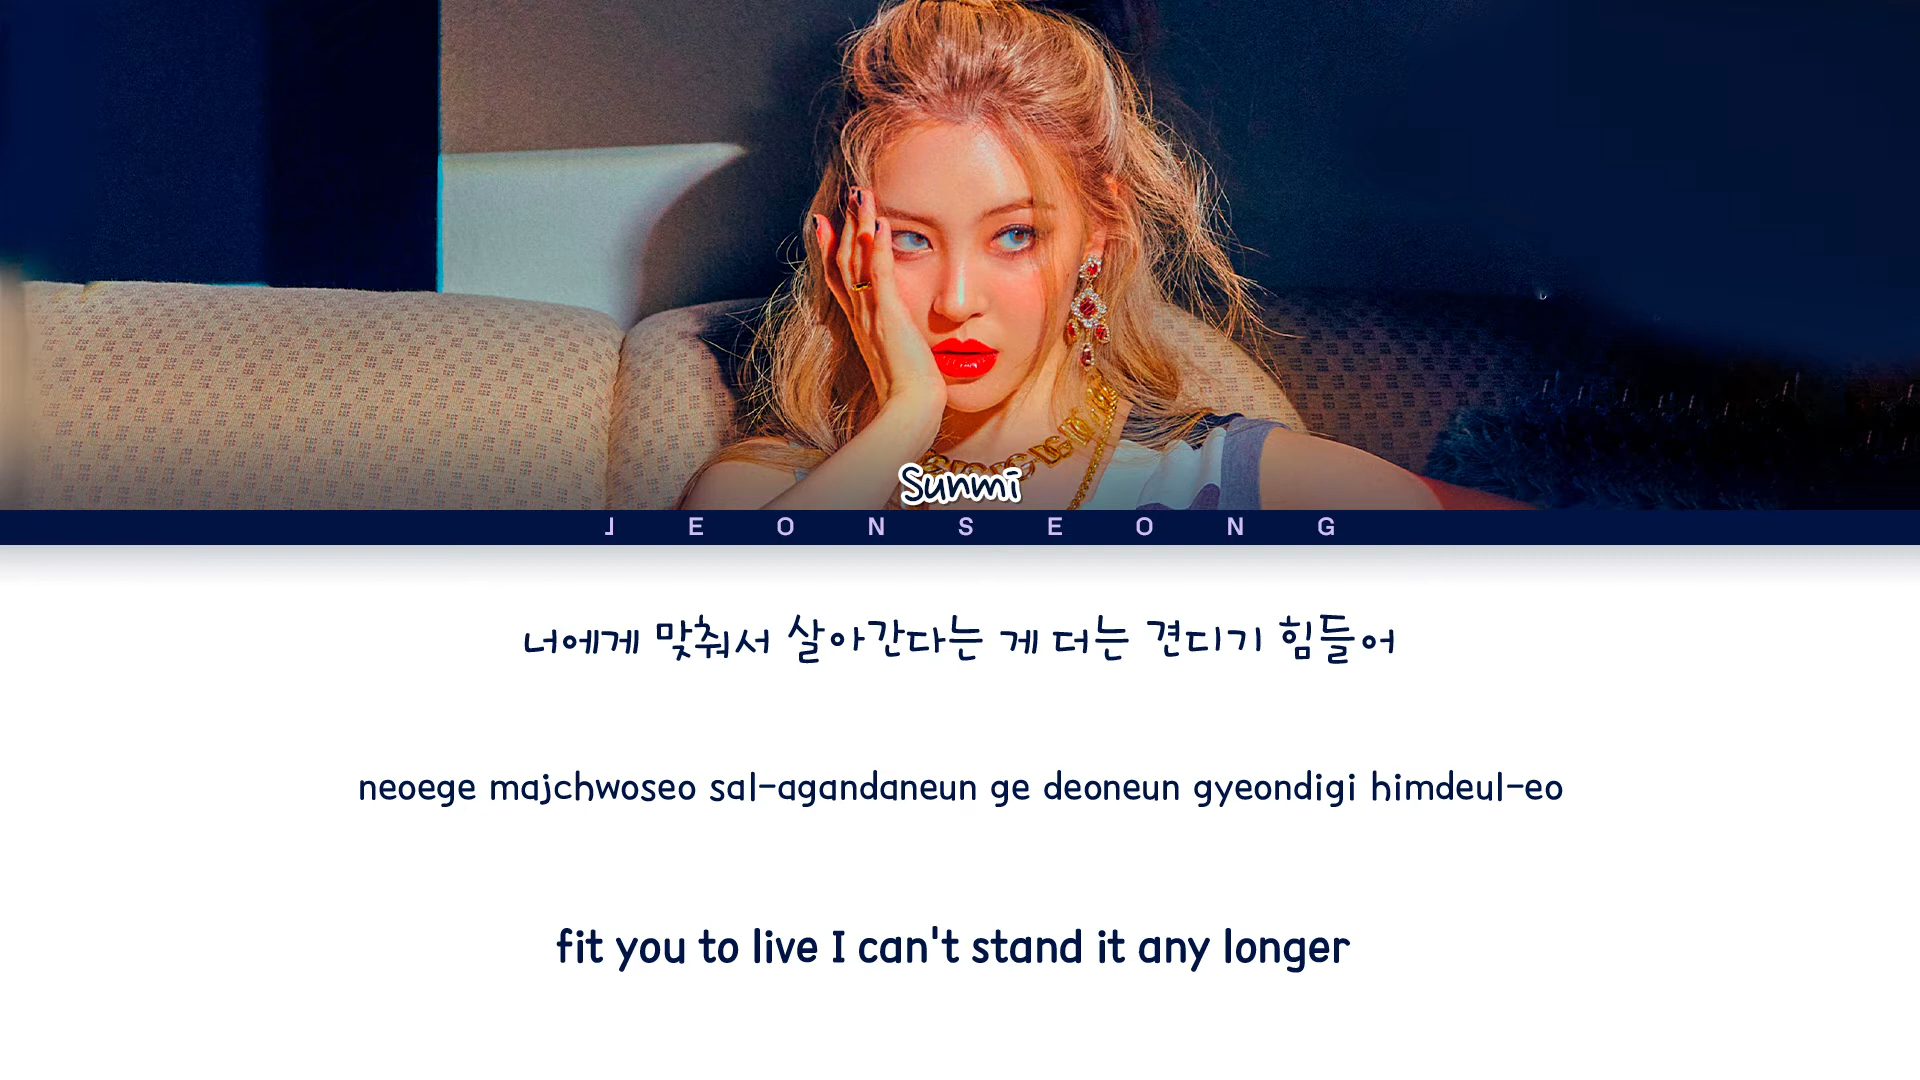 Sunmi
JEONSEONG
너에게 맞춰서 살아간다는 게 더는 견디기 힘들어
neoege majchwoseo sal-agandaneun ge deoneun gyeondigi himdeul-eo
fit you to live I can't stand it any longer